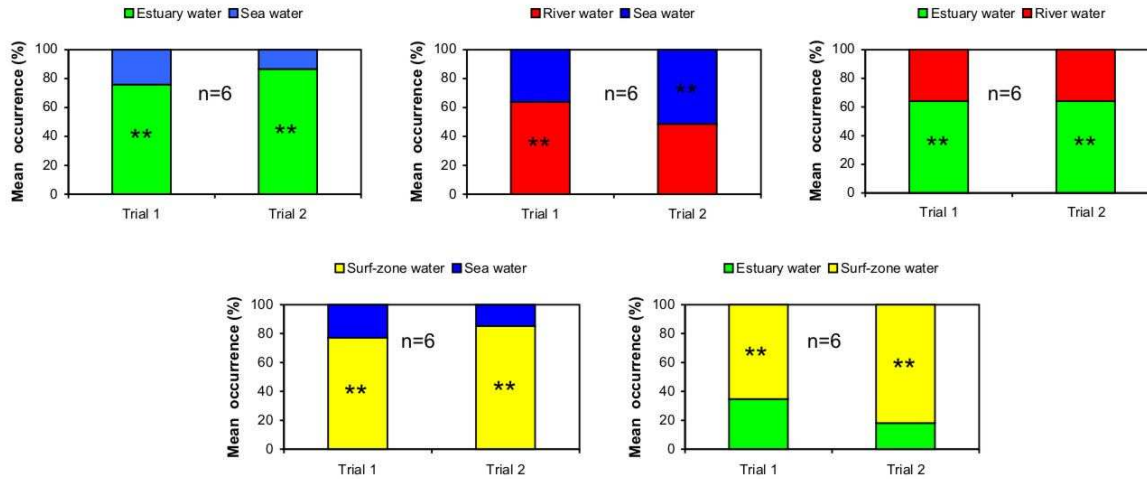 Estuary water Sea water
Mean occurrence (%)
100
80
60
40
20
0
n=6
**
**
Trial 1 Trial 2
River water Sea water
Mean occurrence (%)
100
80
60
40
20
0
n=6
**
**
Trial 1 Trial 2
Estuary water River water
Mean occurrence (%)
100
80
60
40
20
0
n=6
**
**
Trial 1 Trial 2
Surf-zone water Sea water
Mean occurrence (%)
100
80
60
40
20
0
n=6
**
**
Trial 1 Trial 2
Estuary water Surf-zone water
Mean occurrence (%)
100
80
60
40
20
0
n=6
**
**
Trial 1 Trial 2